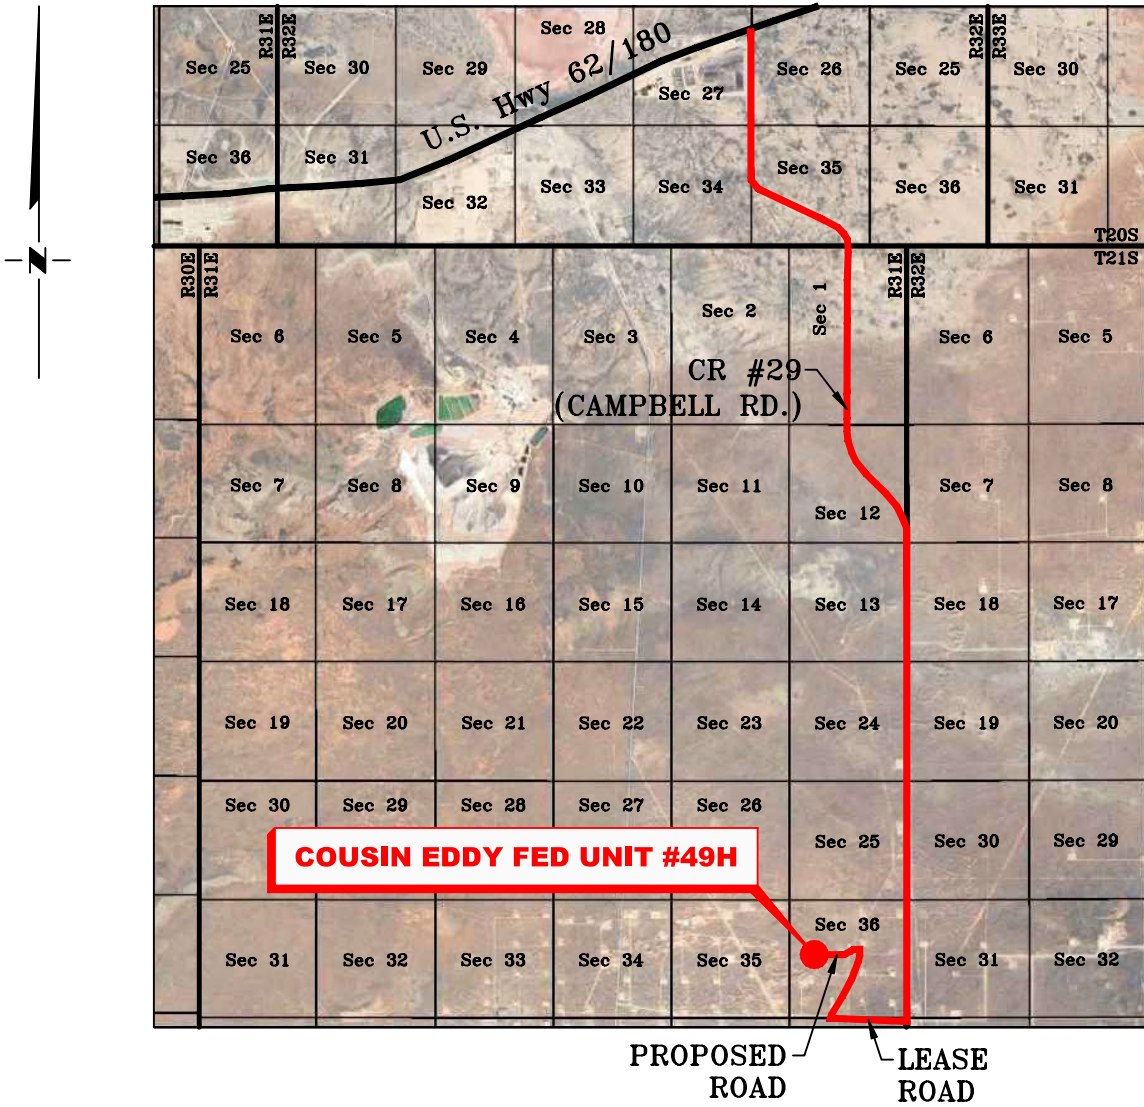 R31E
R32E
R32E
R33E
Sec 28
Sec 25
Sec 30
Sec 29
U.S. Hwy 62/180
Sec 27
Sec 26
Sec 25
Sec 30
Sec 36
Sec 31
Sec 32
Sec 33
Sec 34
Sec 35
Sec 36
Sec 31
T20S
T21S
N
R30E
R31E
R31E
R32E
Sec 6
Sec 5
Sec 4
Sec 3
Sec 2
Sec 1
Sec 6
Sec 5
CR #29
(CAMPBELL RD.)
Sec 7
Sec 8
Sec 9
Sec 10
Sec 11
Sec 12
Sec 7
Sec 8
Sec 18
Sec 17
Sec 16
Sec 15
Sec 14
Sec 13
Sec 18
Sec 17
Sec 19
Sec 20
Sec 21
Sec 22
Sec 23
Sec 24
Sec 19
Sec 20
Sec 30
Sec 29
Sec 28
Sec 27
Sec 26
Sec 25
Sec 30
Sec 29
COUSIN EDDY FED UNIT #49H
Sec 31
Sec 32
Sec 33
Sec 34
Sec 35
Sec 36
Sec 31
Sec 32
PROPOSED
ROAD
LEASE
ROAD